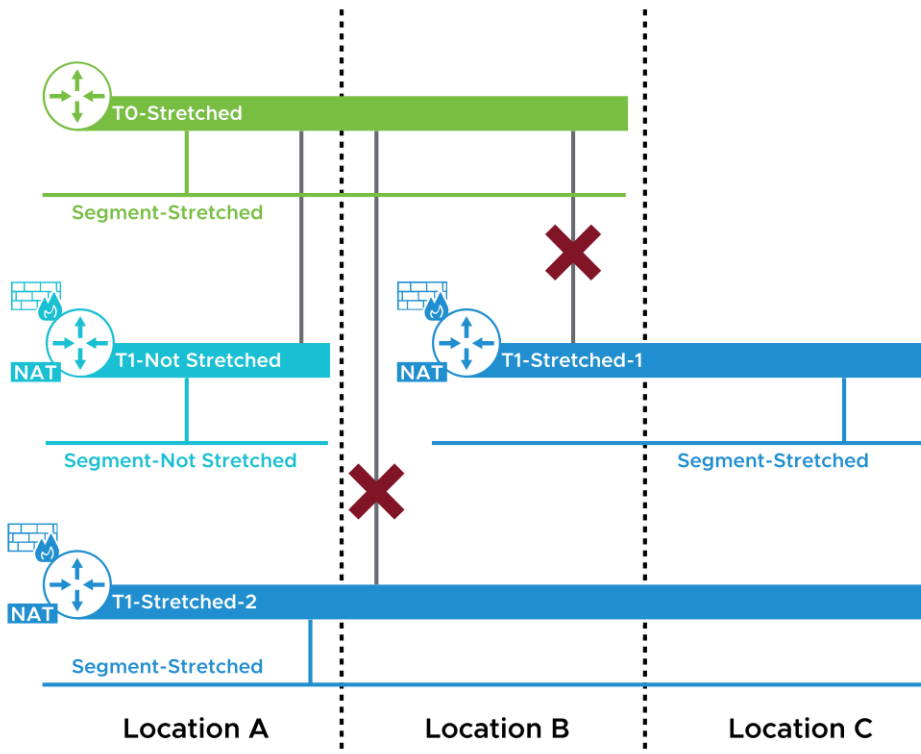 T0-Stretched
Segment-Stretched
NAT
T1-Not Stretched
NAT
T1-Stretched-1
Segment-Not Stretched
Segment-Stretched
NAT
T1-Stretched-2
Segment-Stretched
Location A
Location B
Location C